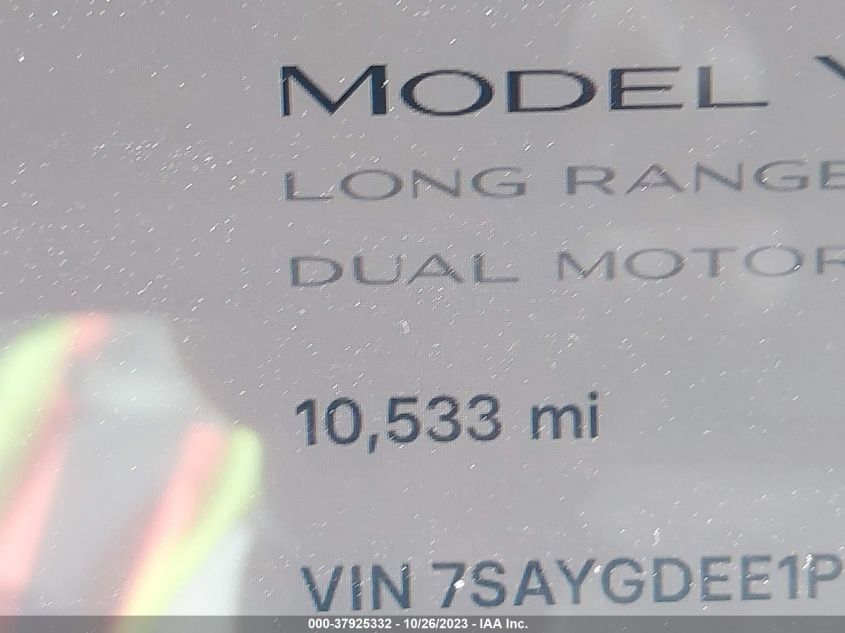 MODEL Y
LONG RANGE
DUAL MOTOR
10,533 mi
VIN 7SAYGDEE1P
000-37925332 - 10/26/2023 - IAA Inc.